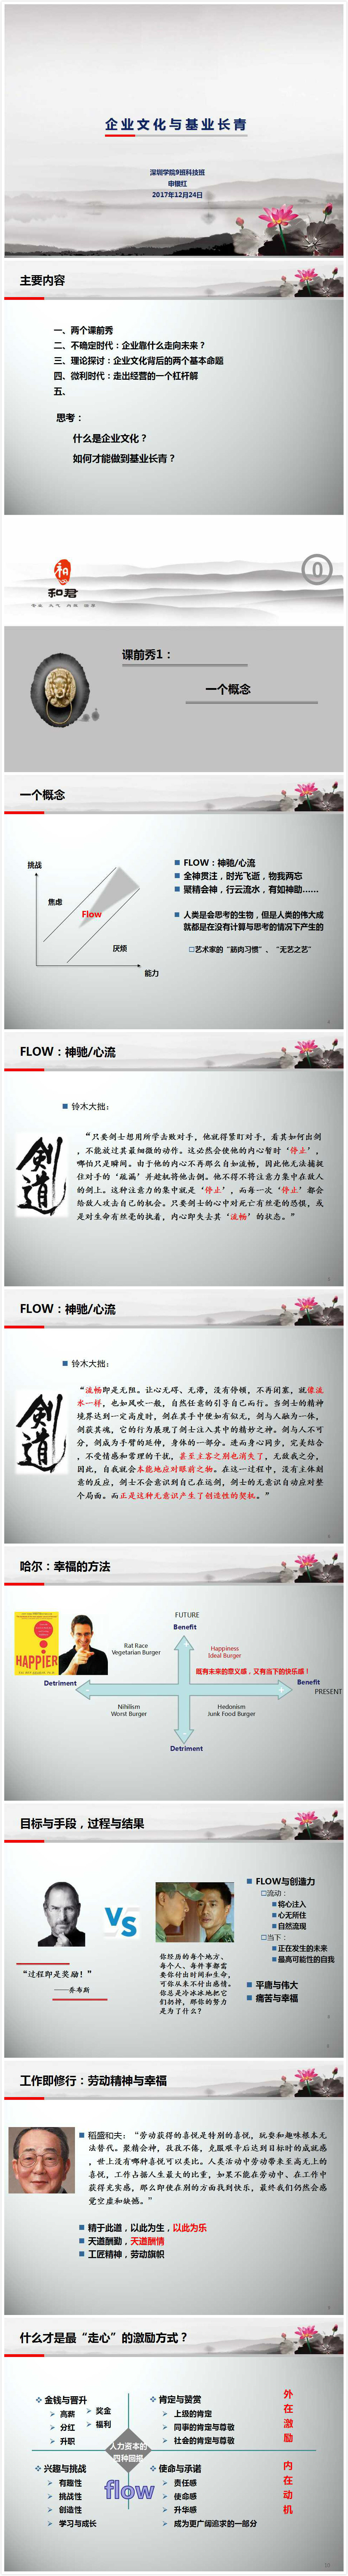 企业文化与基业长青
深圳学院9班科技班
申银红
2017年12月24日
主要内容
一、两个课前秀
二、不确定时代：企业靠什么走向未来？
三、理论探讨：企业文化背后的两个基本命题
四、微利时代：走出经营的一个杠杆解
五、
思考：
什么是企业文化？
如何才能做到基业长青？
0
和君
课前秀1：
一个概念
一个概念
挑战
焦虑
Flow
厌烦
能力
FLOW：神驰/心流
全神贯注，时光飞逝，物我两忘
聚精会神，行云流水，有如神助……
人类是会思考的生物，但是人类的伟大成
就都是在没有计算与思考的情况下产生的
艺术家的“筋肉习惯”、“无艺之艺”
FLOW：神驰/心流
铃木大拙：
剑道
“只要剑士想用所学击败对手，他就得紧盯对手，看其如何出剑
，不能放过其最细微的动作。这必然会使他的内心暂时‘停止’，
哪怕只是瞬间。由于他的内心不再那么自如流畅，因此他无法捕捉
住对手的‘疏漏’并趁机将他击倒。他不得不将注意力集中在敌人
的剑上。这种注意力的集中就是‘停止’，而每一次‘停止’都会
给敌人攻击自己的机会。只要剑士的心中对死亡有丝毫的恐惧，或
是对生命有丝毫的执着，内心即失去其‘流畅’的状态。”
FLOW：神驰/心流
铃木大拙：
剑道
“流畅即是无阻。让心无碍、无滞，没有停顿，不再闭塞，就像流
水一样，也如风吹一般，自然任意的引导自己而行。当剑士的精神
境界达到一定高度时，剑在其手中便如有似无，剑与人融为一体，
剑获其魂，它的行为展现了剑士注入其中的精妙之神。剑与人不可
分，剑成为手臂的延伸，身体的一部分。进而身心同步，完美结合
，不受情感和常理的干扰，甚至主客之别也消失了，无敌我之分，
因此，自我就会本能地应对眼前之物。在这一过程中，没有主体刻
意的反应，剑士不会意识到自己在运剑，剑士的无意识自动应对整
个局面。而正是这种无意识产生了创造性的契机。”
哈尔：幸福的方法
HAPPIER
FUTURE
Benefit
Rat Race
Vegetarian Burger
Happiness
Ideal Burger
既有未来的意义感，又有当下的快乐感！
Detriment
Benefit
PRESENT
Nihilism
Worst Burger
Hedonism
Junk Food Burger
Detriment
目标与手段，过程与结果
VS
“过程即是奖励！”
——乔布斯
你经历的每个地方、
每个人、每件事都需
要你付出时间和生命，
可你从来不付出感情。
你总是冷冰冰地把它
们扔掉，那你的努力
是为了什么？
FLOW与创造力
流动：
将心注入
心无所住
自然流现
当下：
正在发生的未来
最高可能性的自我
平庸与伟大
痛苦与幸福
工作即修行：劳动精神与幸福
稻盛和夫：“劳动获得的喜悦是特别的喜悦，玩耍和趣味根本无
法替代。聚精会神，孜孜不倦，克服艰辛后达到目标时的成就感
，世上没有哪种喜悦可以类比。人类活动中劳动带来至高无上的
喜悦，工作占据人生最大的比重，如果不能在劳动中、在工作中
获得充实感，那么即使在别的方面找到快乐，最终我们仍然会感
觉空虚和缺憾。”
精于此道，以此为生，以此为乐
天道酬勤，天道酬情
工匠精神，劳动旗帜
什么才是最“走心”的激励方式？
金钱与晋升
高薪
分红
升职
奖金
福利
肯定与赞赏
上级的肯定
同事的肯定与尊敬
社会的肯定与尊敬
外在激励
人力资本的
四种回报
flow
兴趣与挑战
有趣性
挑战性
创造性
学习与成长
使命与承诺
责任感
使命感
升华感
成为更广阔追求的一部分
内在动机